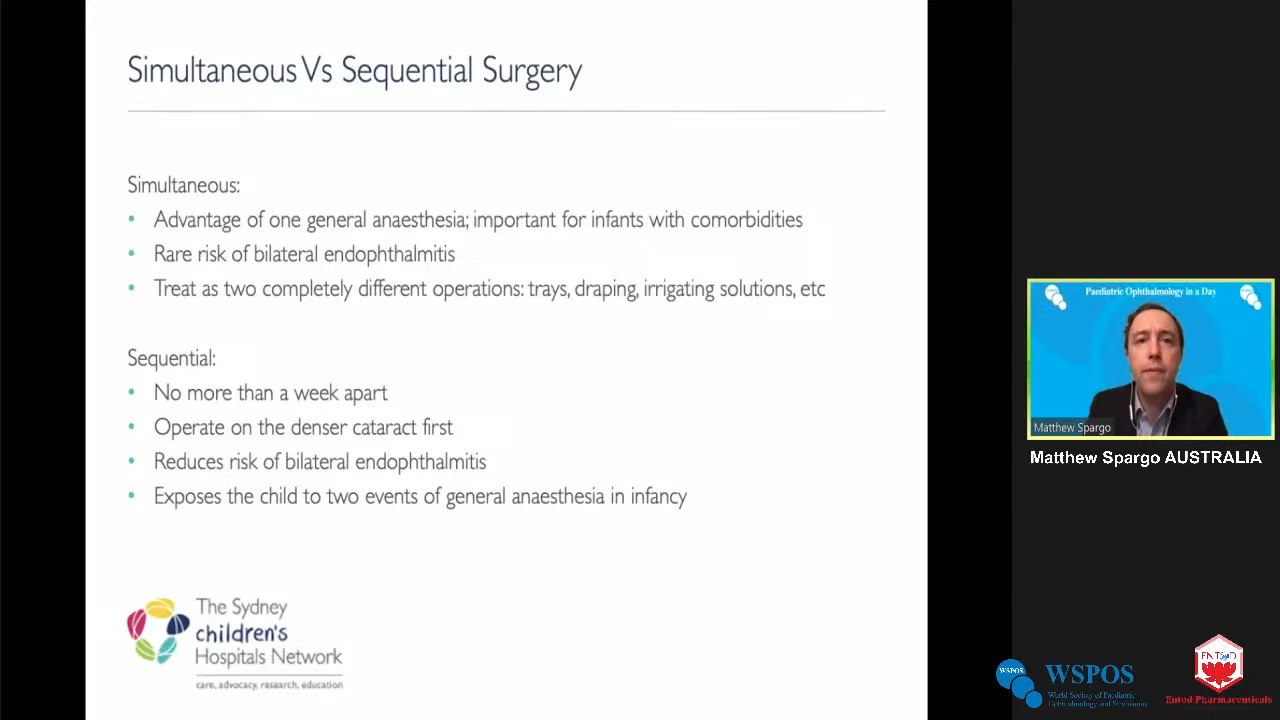 Simultaneous Vs Sequential Surgery
Simultaneous:
• Advantage of one general anaesthesia; important for infants with comorbidities
• Rare risk of bilateral endophthalmitis
• Treat as two completely different operations: trays, draping, irrigating solutions, etc
Sequential:
• No more than a week apart
• Operate on the denser cataract first
• Reduces risk of bilateral endophthalmitis
• Exposes the child to two events of general anaesthesia in infancy
The Sydney
children's
Hospitals Network
care, advocacy, research, education
Paediatric Ophthalmology in a Day
Matthew Spargo
Matthew Spargo AUSTRALIA
WSPOS
WSPOS
World Society of Paediatric
Ophthalmology and Strabismus
ENTOD
Entod Pharmaceuticals